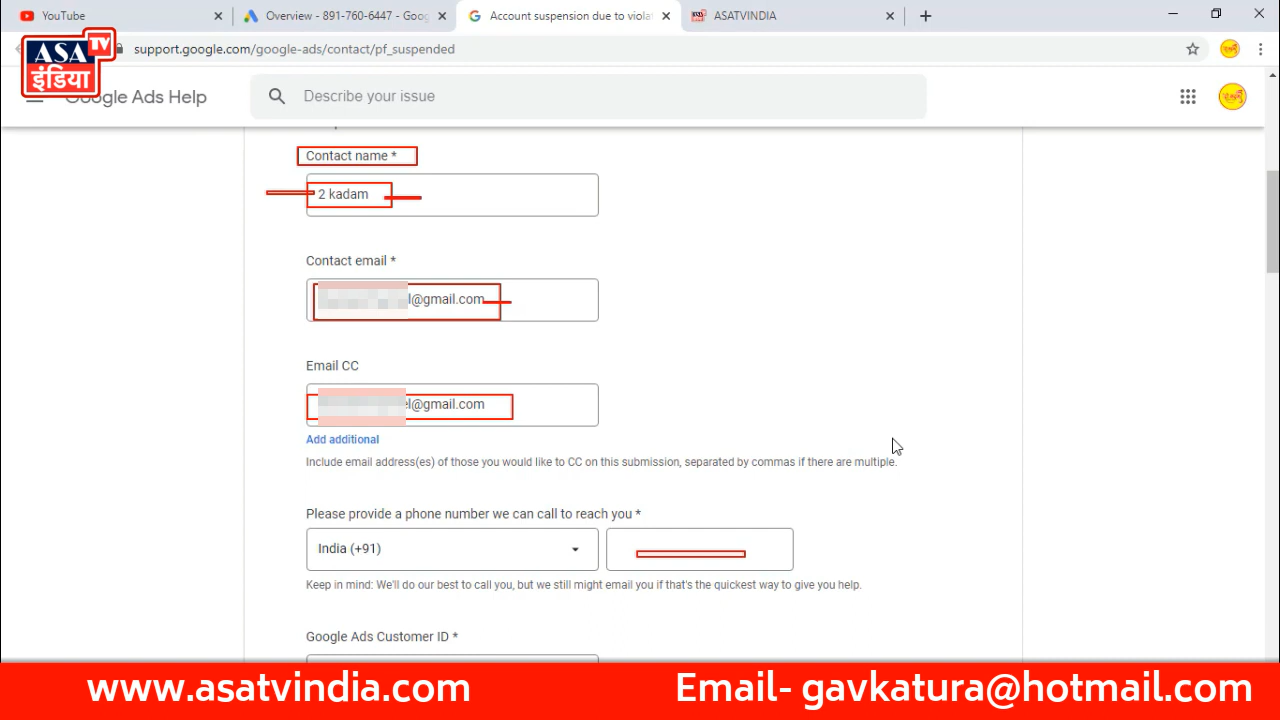 YouTube
Overview - 891-760-6447 - Goog
Account suspension due to viola
ASATVINDIA
support.google.com/google-ads/contact/pf_suspended
ASA TV
इंडिया
Google Ads Help
Describe your issue
Contact name *
2 kadam
Contact email *
l@gmail.com
Email CC
el@gmail.com
Add additional
Include email address(es) of those you would like to CC on this submission, separated by commas if there are multiple.
Please provide a phone number we can call to reach you *
India (+91)
Keep in mind: We'll do our best to call you, but we still might email you if that's the quickest way to give you help.
Google Ads Customer ID *
www.asatvindia.com
Email- gavkatura@hotmail.com